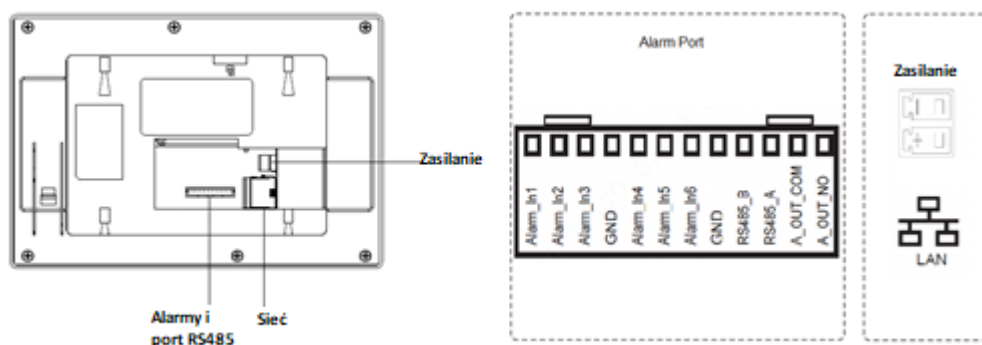 Zasilanie
Alarmy i
port RS485
Sieć
Alarm Port
Alarm_In1
Alarm_In2
Alarm_In3
GND
Alarm_In4
Alarm_In5
Alarm_In6
GND
RS485_B
RS485_A
A_OUT_COM
A_OUT_NO
Zasilanie
LAN